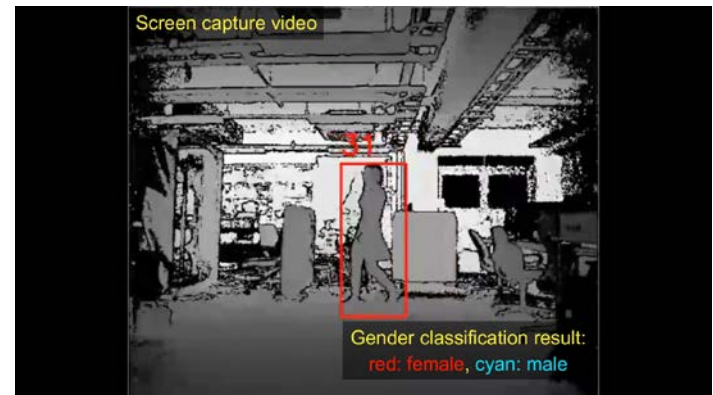 Screen capture video
31
Gender classification result:
red: female, cyan: male